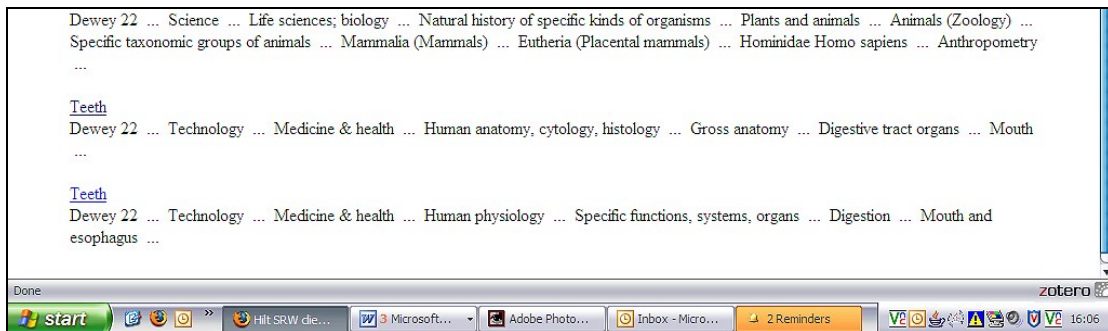 Dewey 22 ... Science ... Life sciences; biology ... Natural history of specific kinds of organisms ... Plants and animals ... Animals (Zoology) ...
Specific taxonomic groups of animals ... Mammalia (Mammals) ... Eutheria (Placental mammals) ... Hominidae Homo sapiens ... Anthropometry
...
Teeth
Dewey 22 ... Technology ... Medicine & health ... Human anatomy, cytology, histology ... Gross anatomy ... Digestive tract organs ... Mouth
...
Teeth
Dewey 22 ... Technology ... Medicine & health ... Human physiology ... Specific functions, systems, organs ... Digestion ... Mouth and
esophagus ...
Done zotero
start » Hilt SRW die... 3 Microsoft... Adobe Photo... Inbox - Micro... 2 Reminders 16:06